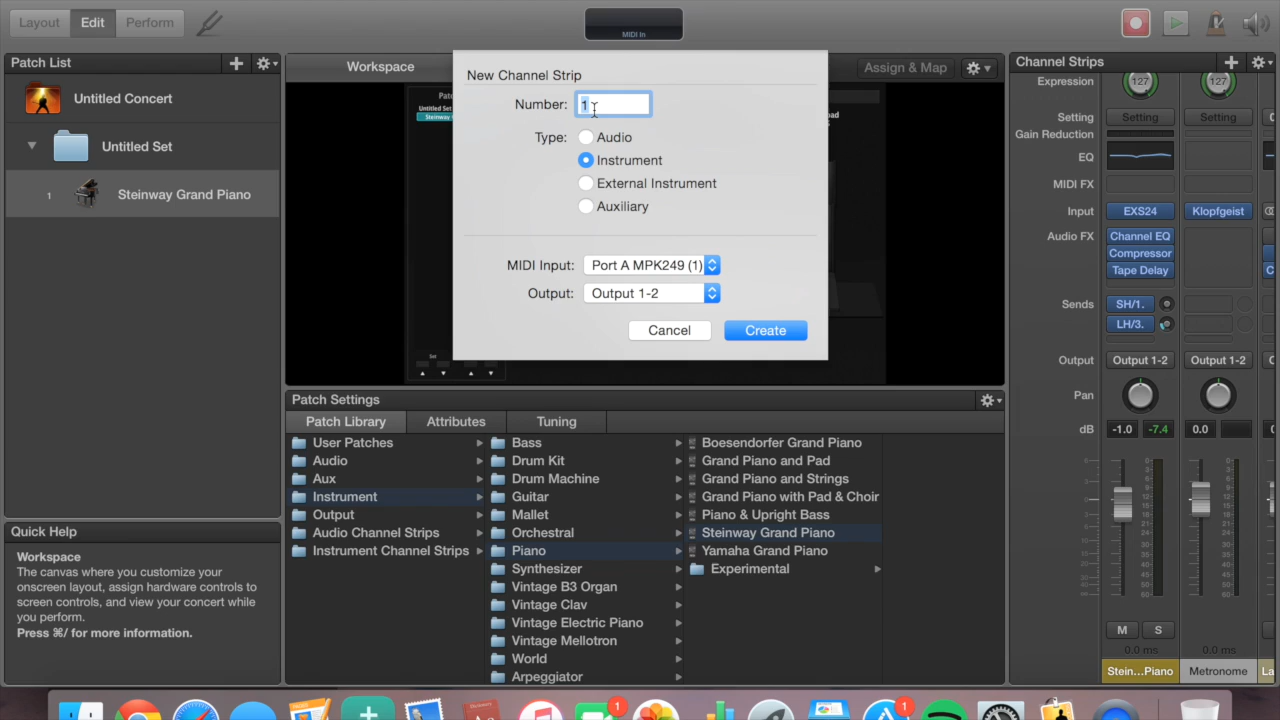 Layout Edit Perform
MIDI In
Patch List
Untitled Concert
Untitled Set
1 Steinway Grand Piano
Quick Help
Workspace
The canvas where you customize your
onscreen layout, assign hardware controls to
screen controls, and view your concert while
you perform.
Press ⌘/ for more information.
Workspace
Assign & Map
New Channel Strip
Number: 1
Type: Audio
Instrument
External Instrument
Auxiliary
MIDI Input: Port A MPK249 (1)
Output: Output 1-2
Cancel Create
Untitled Set
Set
Patch Settings
Patch Library Attributes Tuning
User Patches
Audio
Aux
Instrument
Output
Audio Channel Strips
Instrument Channel Strips
Bass
Drum Kit
Drum Machine
Guitar
Mallet
Orchestral
Piano
Synthesizer
Vintage B3 Organ
Vintage Clav
Vintage Electric Piano
Vintage Mellotron
World
Arpeggiator
Boesendorfer Grand Piano
Grand Piano and Pad
Grand Piano and Strings
Grand Piano with Pad & Choir
Piano & Upright Bass
Steinway Grand Piano
Yamaha Grand Piano
Experimental
Channel Strips
Expression 127 127
Setting Setting Setting
Gain Reduction
EQ
MIDI FX
Input EXS24 Klopfgeist
Audio FX Channel EQ
Compressor
Tape Delay
Sends SH/1.
LH/3.
Output Output 1-2 Output 1-2
Pan
dB -1.0 -7.4 0.0
M S
0.0 ms 0.0 ms
Stein...Piano Metronome La
1 1